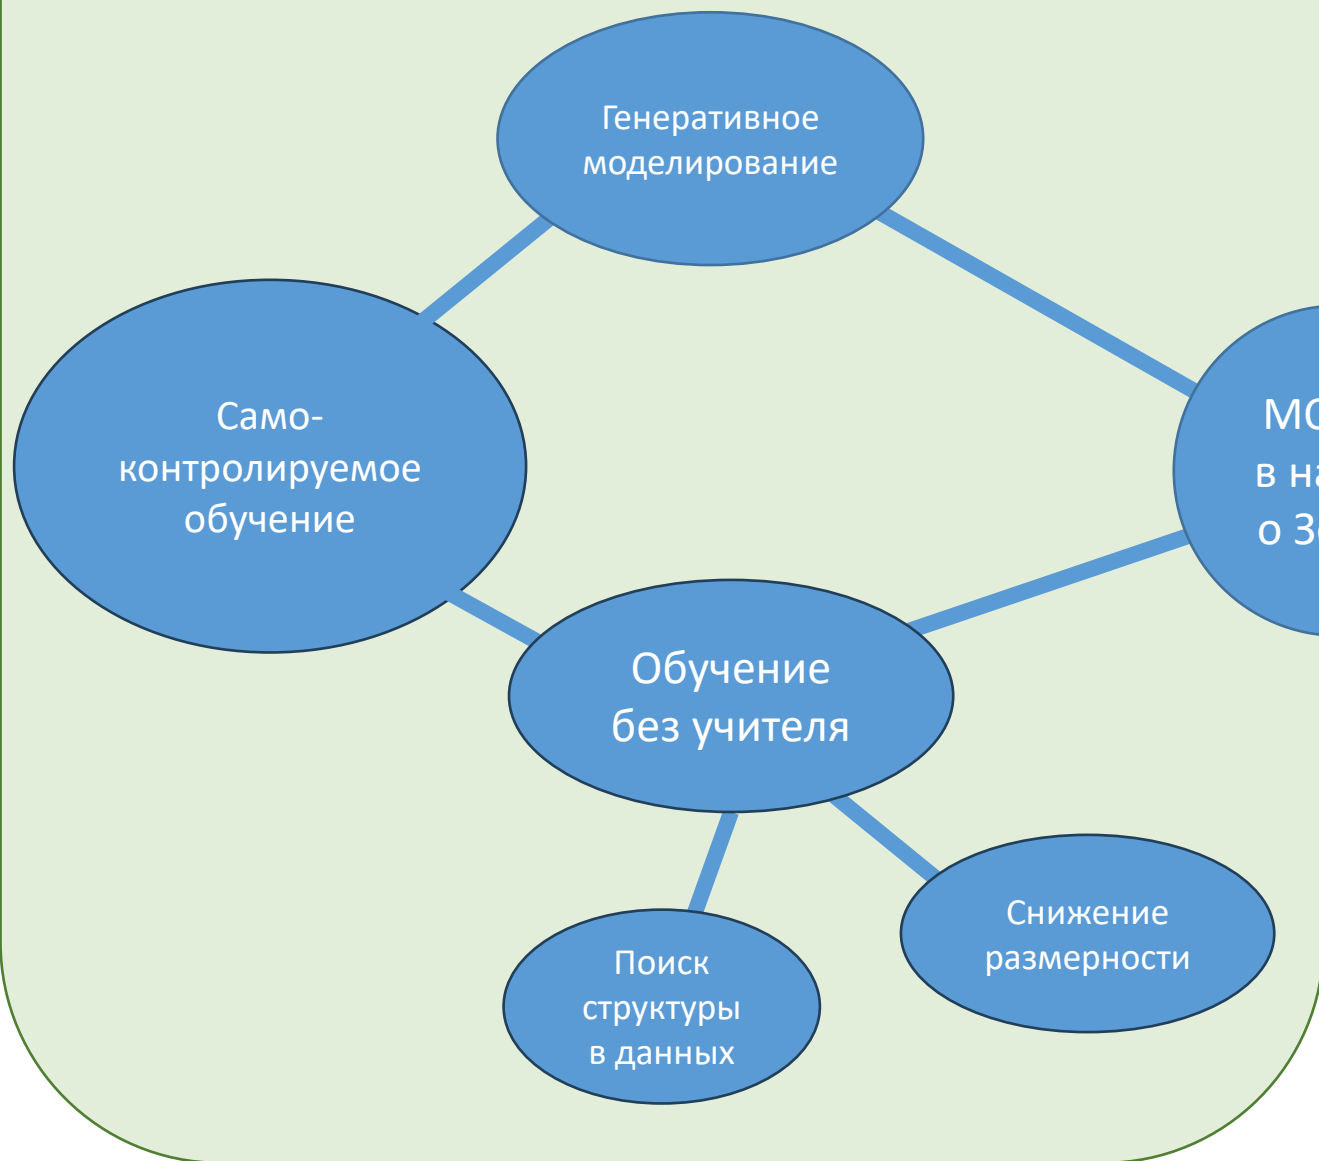 Генеративное
моделирование
Само-
контролируемое
обучение
в
о
Обучение
без учителя
Снижение
размерности
Поиск
структуры
в данных